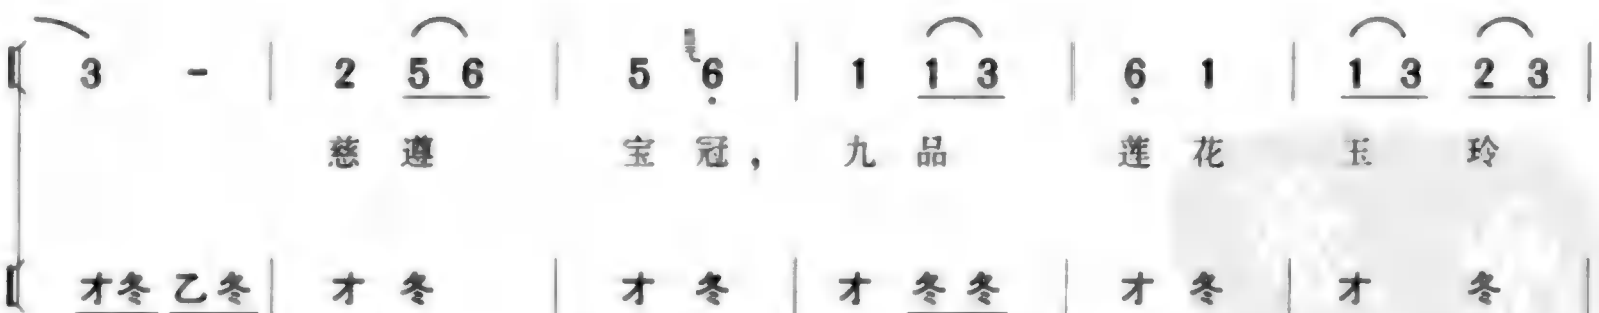 3 - | 2 5 6 | 5 6 | 1 1 3 | 6 1 | 1 3 2 3 |
慈 遵 宝 冠， 九 品 莲 花 玉 玲
才冬 乙冬 | 才 冬 | 才 冬 | 才 冬冬 | 才 冬 | 才 冬 |